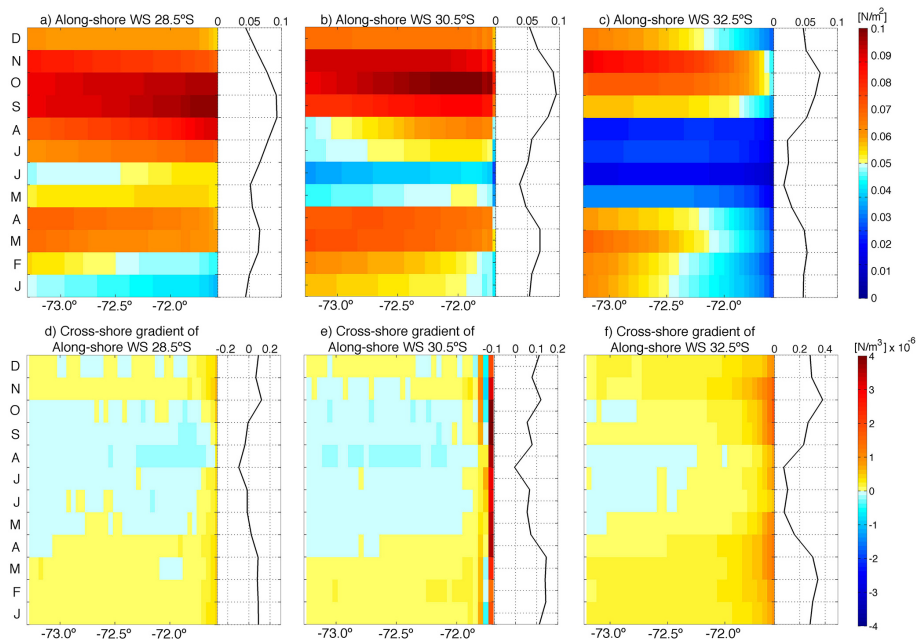 a) Along-shore WS 28.5ºS
0 0.05 0.1
b) Along-shore WS 30.5ºS
0 0.05 0.1
c) Along-shore WS 32.5ºS
0 0.05 0.1
[N/m²]
D
N
O
S
A
J
J
M
A
M
F
J
-73.0º -72.5º -72.0º
-73.0º -72.5º -72.0º
-73.0º -72.5º -72.0º
0.1
0.09
0.08
0.07
0.06
0.05
0.04
0.03
0.02
0.01
0
d) Cross-shore gradient of
Along-shore WS 28.5ºS
-0.2 0 0.2
e) Cross-shore gradient of
Along-shore WS 30.5ºS
-0.1 0 0.1 0.2
f) Cross-shore gradient of
Along-shore WS 32.5ºS
0 0.2 0.4
[N/m³] x 10⁻⁶
D
N
O
S
A
J
J
M
A
M
F
J
-73.0º -72.5º -72.0º
-73.0º -72.5º -72.0º
-73.0º -72.5º -72.0º
4
3
2
1
0
-1
-2
-3
-4